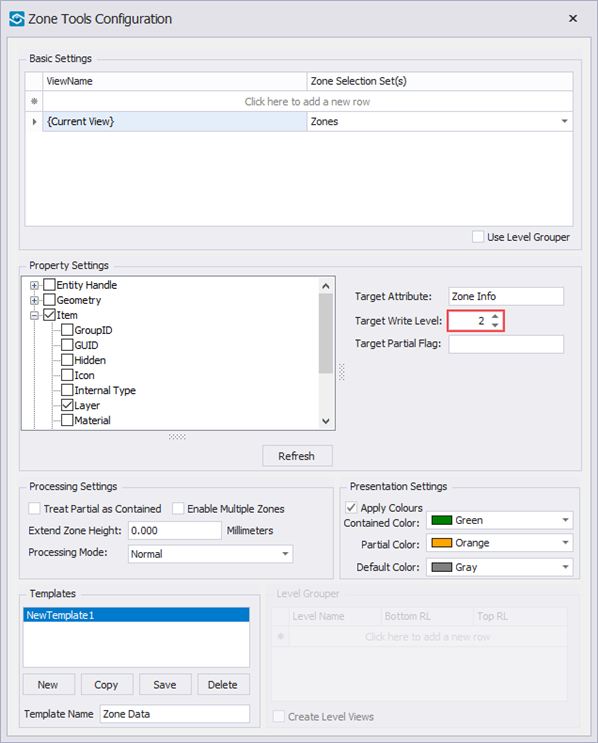 Zone Tools Configuration
Basic Settings
ViewName Zone Selection Set(s)
Click here to add a new row
{Current View} Zones
Use Level Grouper
Property Settings
Entity Handle
Geometry
Item
GroupID
GUID
Hidden
Icon
Internal Type
Layer
Material
Target Attribute: Zone Info
Target Write Level: 2
Target Partial Flag:
Refresh
Processing Settings
Treat Partial as Contained Enable Multiple Zones
Extend Zone Height: 0.000 Millimeters
Processing Mode: Normal
Presentation Settings
Apply Colours
Contained Color: Green
Partial Color: Orange
Default Color: Gray
Templates
NewTemplate1
New Copy Save Delete
Template Name Zone Data
Level Grouper
Level Name Bottom RL Top RL
Click here to add a new row
Create Level Views